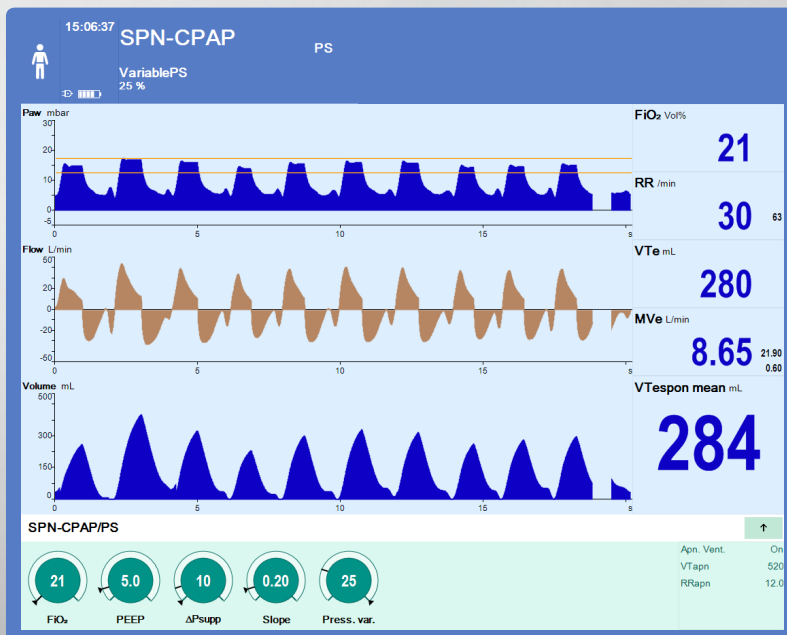 15:06:37
SPN-CPAP
PS
VariablePS
25 %
Paw mbar
30
20
10
0
-5
0 5 10 15 s
Flow L/min
50
20
0
-20
-50
0 5 10 15 s
Volume mL
600
300
150
0
0 5 10 15 s
FiO₂ Vol%
21
RR /min
30 63
VTe mL
280
MVe L/min
8.65 21.90
0.60
VTespon mean mL
284
SPN-CPAP/PS
21 5.0 10 0.20 25
FiO₂ PEEP ΔPsupp Slope Press. var.
Apn. Vent. On
VTapn 520
RRapn 12.0